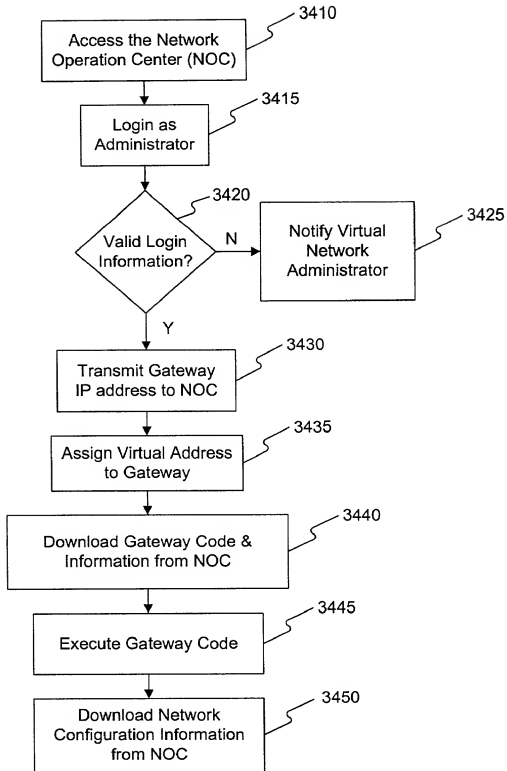 3410
Access the Network
Operation Center (NOC)
3415
Login as
Administrator
3420
Valid Login
Information?
N
3425
Notify Virtual
Network
Administrator
Y
3430
Transmit Gateway
IP address to NOC
3435
Assign Virtual Address
to Gateway
3440
Download Gateway Code &
Information from NOC
3445
Execute Gateway Code
3450
Download Network
Configuration Information
from NOC